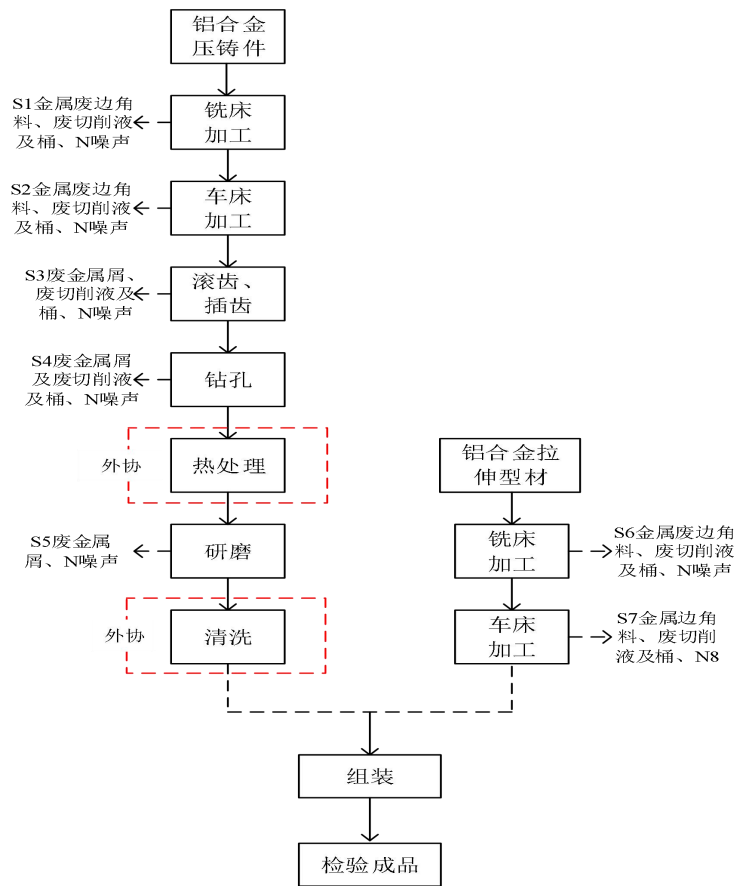 铝合金
压铸件
S1金属废边角
料、废切削液
及桶、N噪声
铣床
加工
S2金属废边角
料、废切削液
及桶、N噪声
车床
加工
S3废金属屑、
废切削液及
桶、N噪声
滚齿、
插齿
S4废金属屑
及废切削液
及桶、N噪声
钻孔
外协
热处理
S5废金属
屑、N噪声
研磨
外协
清洗
铝合金拉
伸型材
铣床
加工
S6金属废边角
料、废切削液
及桶、N噪声
车床
加工
S7金属边角
料、废切削
液及桶、N8
组装
检验成品